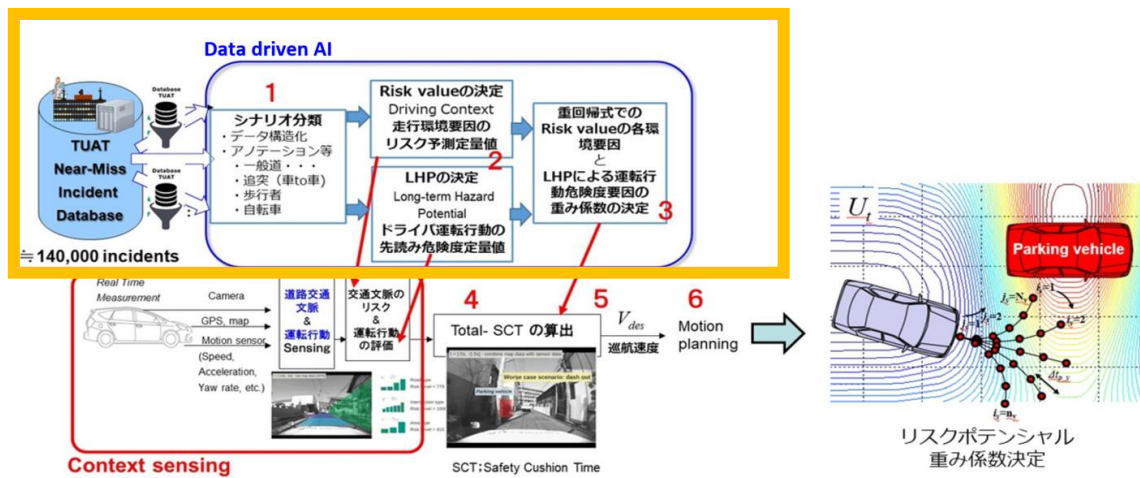 Data driven AI
Database
TUAT
TUAT
Near-Miss
Incident
Database
Database
TUAT
≒ 140,000 incidents
1
シナリオ分類
・データ構造化
・アノテーション等
・一般道・・・
・追突（車to車)
・歩行者
・自転車
Risk valueの決定
Driving Context
走行環境要因の
リスク予測定量値
2
LHPの決定
Long-term Hazard
Potential
ドライバ運転行動の
先読み危険度定量値
重回帰式での
Risk valueの各環
境要因
と
LHPによる運転行
動危険度要因の
重み係数の決定
3
Real Time
Measurement
Camera
GPS, map
Motion sensor
(Speed,
Acceleration,
Yaw rate, etc.)
道路交通
文脈
&
運転行動
Sensing
交通文脈の
リスク
&
運転行動
の評価
Context sensing
4
Total- SCT の算出
Worse case scenario: dash out
Parking vehicle
SCT；Safety Cushion Time
5
Vdes
巡航速度
6
Motion
planning
Ut
Parking vehicle
jt=Nv
it=1
it=2
リスクポテンシャル
重み係数決定